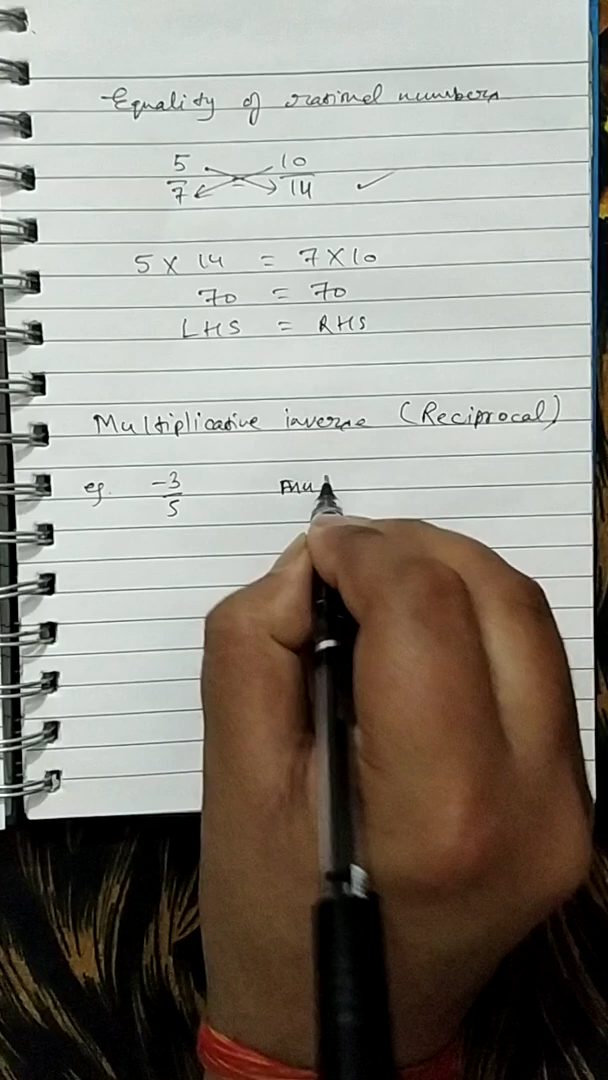 Equality of rational numbers
5/7 10/14 ✓
5 × 14 = 7 × 10
70 = 70
LHS = RHS
Multiplicative inverse (Reciprocal)
eg. -3/5 Mu